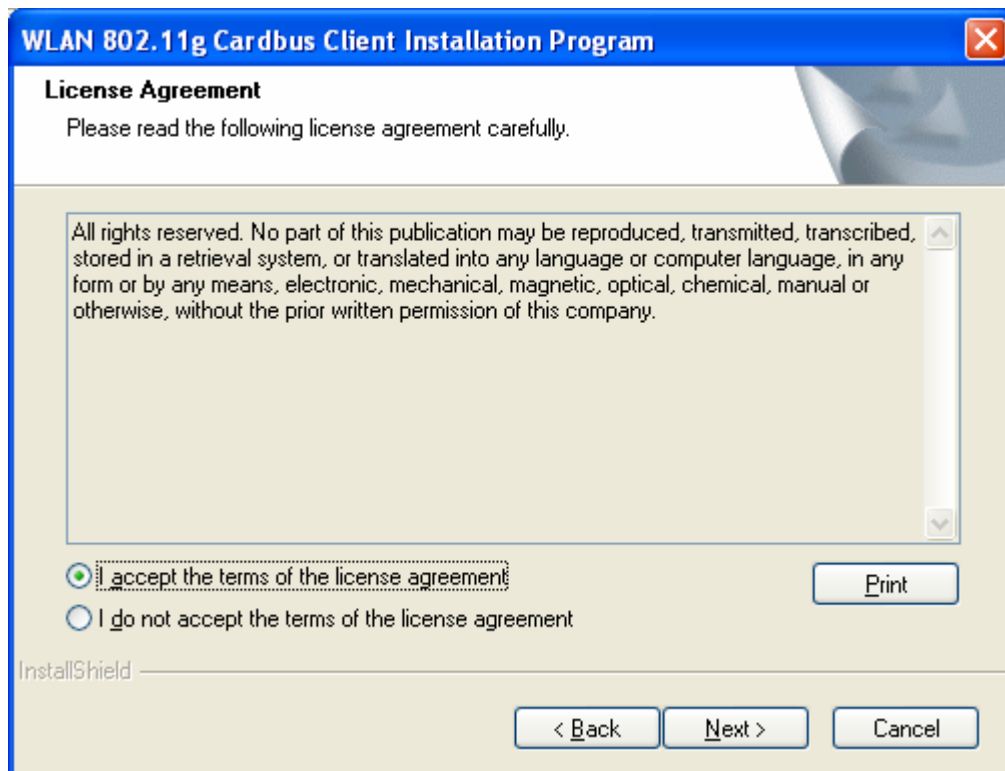 WLAN 802.11g Cardbus Client Installation Program
License Agreement
Please read the following license agreement carefully.
All rights reserved. No part of this publication may be reproduced, transmitted, transcribed,
stored in a retrieval system, or translated into any language or computer language, in any
form or by any means, electronic, mechanical, magnetic, optical, chemical, manual or
otherwise, without the prior written permission of this company.
I accept the terms of the license agreement
Print
I do not accept the terms of the license agreement
InstallShield
< Back
Next >
Cancel